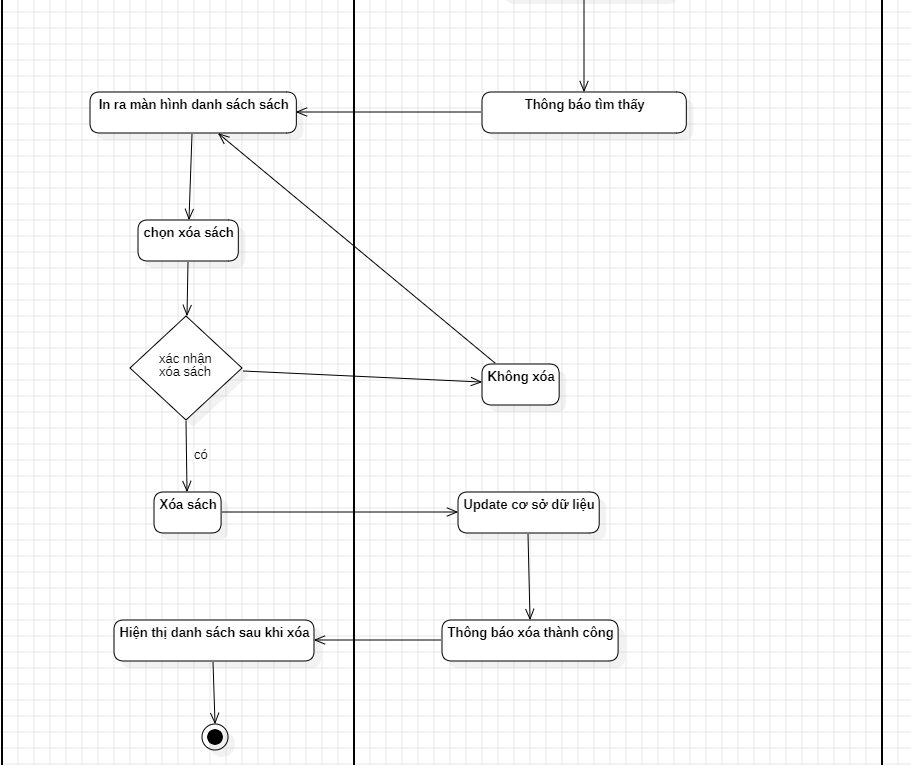 In ra màn hình danh sách sách
Thông báo tìm thấy
chọn xóa sách
xác nhận
xóa sách
Không xóa
có
Xóa sách
Update cơ sở dữ liệu
Hiện thị danh sách sau khi xóa
Thông báo xóa thành công